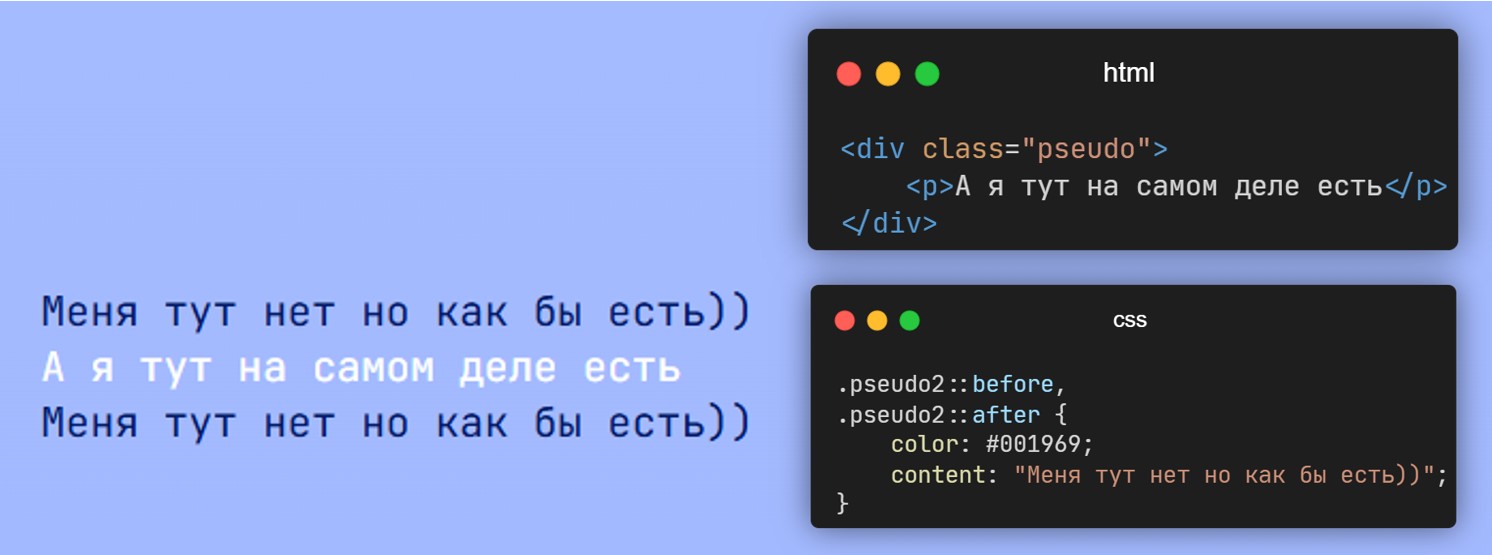 Меня тут нет но как бы есть))
А я тут на самом деле есть
Меня тут нет но как бы есть))
html
<div class="pseudo">
    <p>А я тут на самом деле есть</p>
</div>
css
.pseudo2::before,
.pseudo2::after {
    color: #001969;
    content: "Меня тут нет но как бы есть))";
}